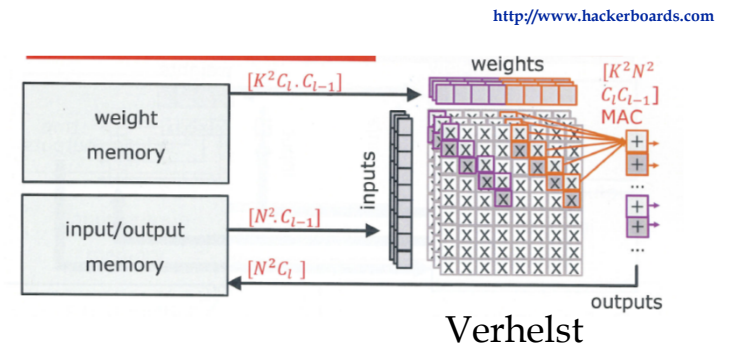 http://www.hackerboards.com
weights
[K²C_l . C_{l-1}]
[K²N²
C_lC_{l-1}]
MAC
weight
memory
inputs
X X X X X X X X
X X X X X X X X
X X X X X X X X
X X X X X X X X
X X X X X X X X
X X X X X X X X
X X X X X X X X
X X X X X X X X
+
+
...
+
+
...
input/output
memory
[N². C_{l-1}]
[N²C_l ]
outputs
Verhelst